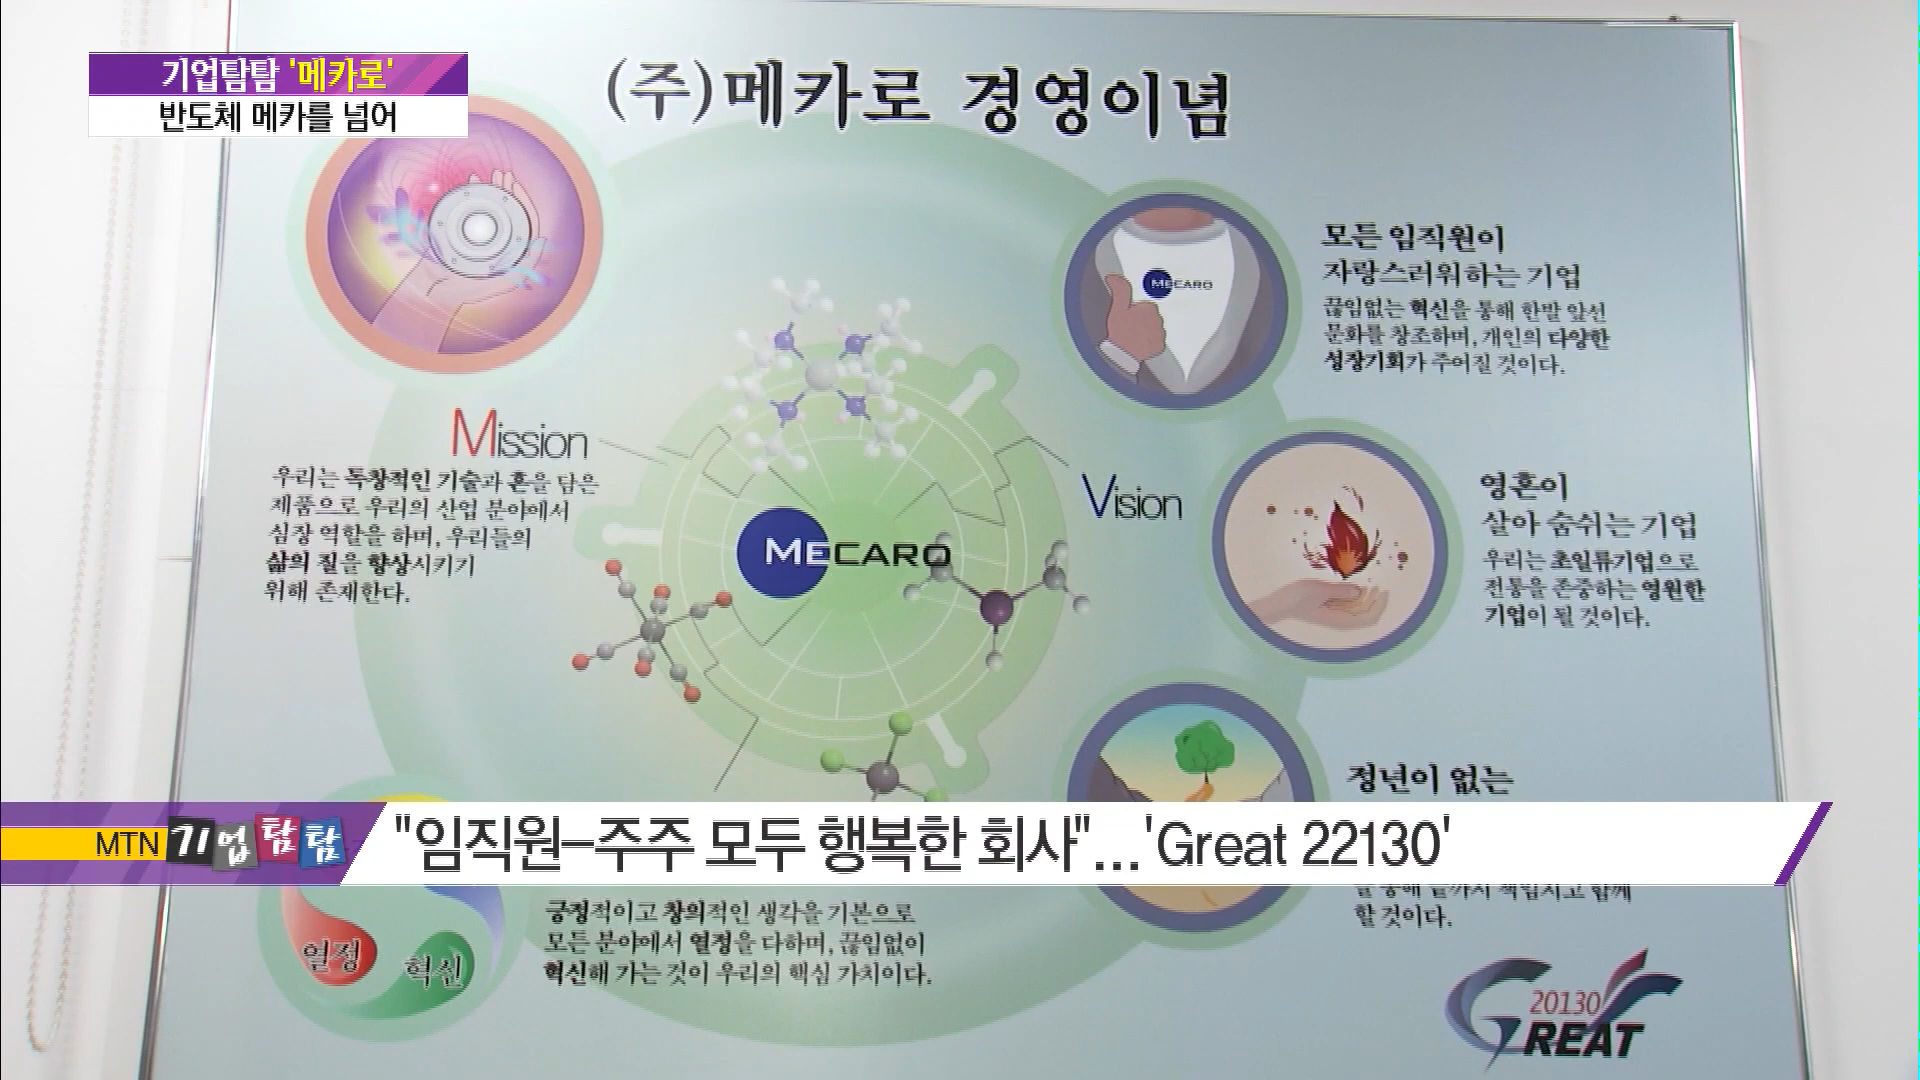 기업탐탐 '메카로'
반도체 메카를 넘어
(주)메카로 경영이념
MECARO
모든 임직원이
자랑스러워하는 기업
끊임없는 혁신을 통해 한발 앞선
문화를 창조하며, 개인의 다양한
성장기회가 주어질 것이다.
Mission
우리는 독창적인 기술과 혼을 담은
제품으로 우리의 산업 분야에서
심장 역할을 하며, 우리들의
삶의 질을 향상시키기
위해 존재한다.
Vision
영혼이
살아 숨쉬는 기업
우리는 초일류기업으로
전통을 존중하는 영원한
기업이 될 것이다.
MECARO
정년이 없는
MTN 기업탐탐
"임직원-주주 모두 행복한 회사"...'Great 22130'
끝까지 책임지고 함께
할 것이다.
열정
혁신
긍정적이고 창의적인 생각을 기본으로
모든 분야에서 열정을 다하며, 끊임없이
혁신해 가는 것이 우리의 핵심 가치이다.
20130
GREAT